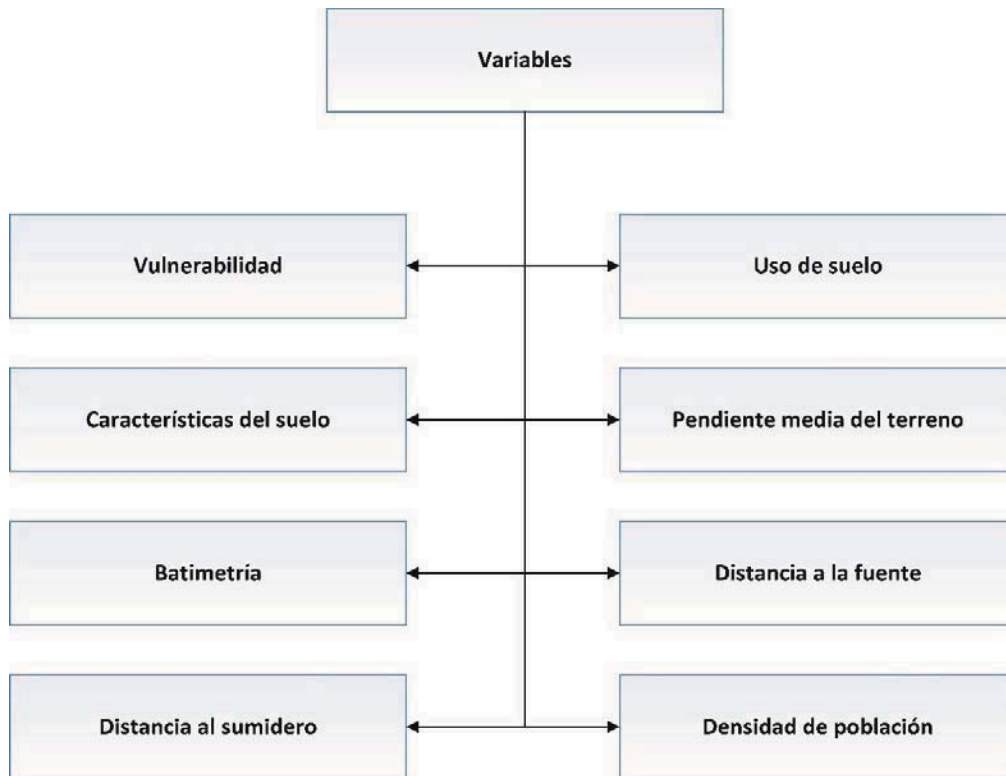 Variables
Vulnerabilidad
Uso de suelo
Características del suelo
Pendiente media del terreno
Batimetría
Distancia a la fuente
Distancia al sumidero
Densidad de población